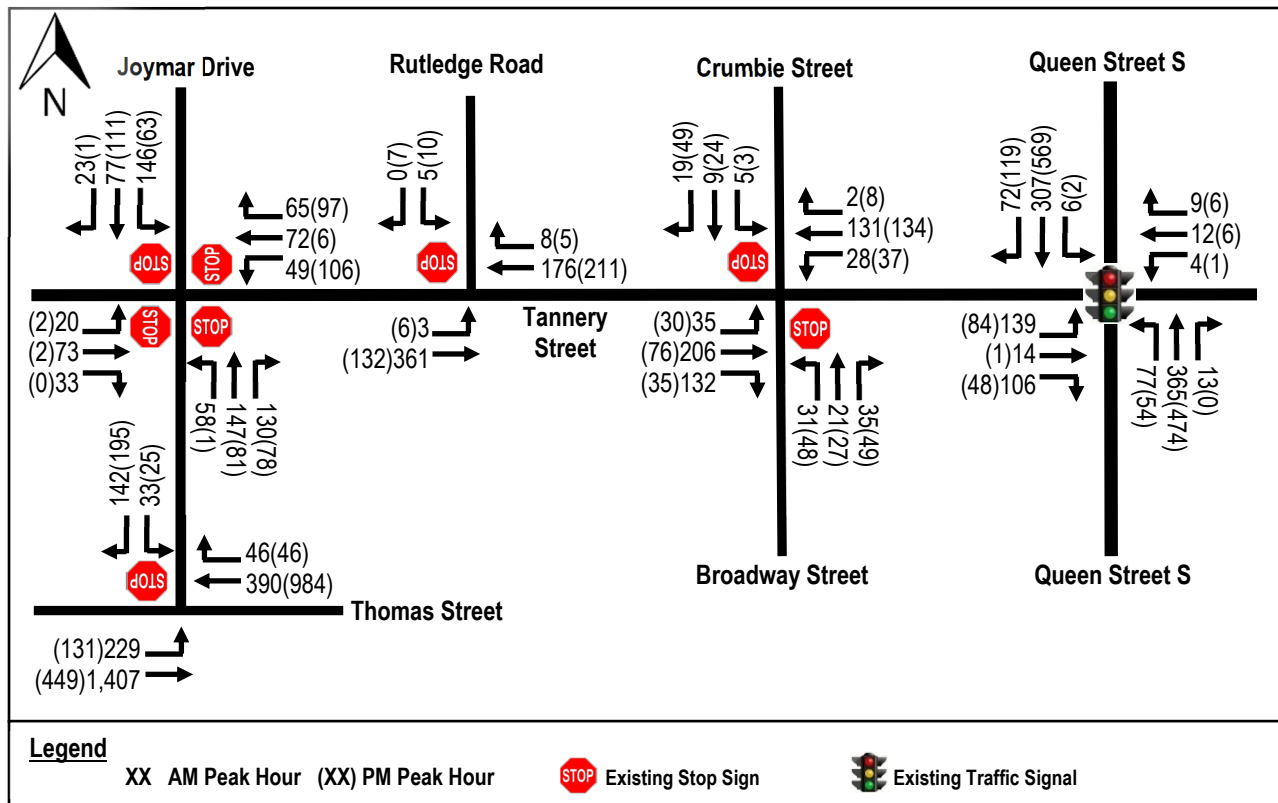 Joymar Drive
Rutledge Road
Crumbie Street
Queen Street S
N
23(1)
77(111)
146(63)
65(97)
72(6)
49(106)
STOP
STOP
0(7)
5(10)
STOP
8(5)
176(211)
19(49)
9(24)
5(3)
STOP
2(8)
131(134)
28(37)
72(119)
307(569)
6(2)
9(6)
12(6)
4(1)
(2)20
(2)73
(0)33
STOP
STOP
58(1)
147(81)
130(78)
(6)3
(132)361
Tannery
Street
(30)35
(76)206
(35)132
STOP
31(48)
21(27)
35(49)
(84)139
(1)14
(48)106
77(54)
365(474)
13(0)
142(195)
33(25)
STOP
46(46)
390(984)
Broadway Street
Queen Street S
Thomas Street
(131)229
(449)1,407
Legend
XX AM Peak Hour (XX) PM Peak Hour
STOP Existing Stop Sign
Existing Traffic Signal